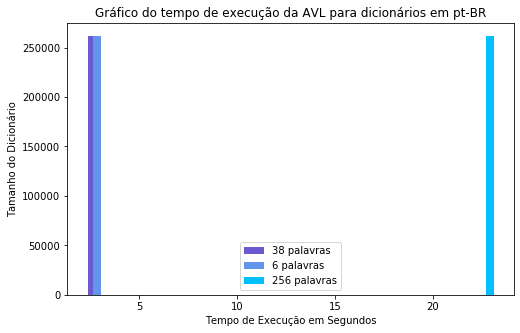 Gráfico do tempo de execução da AVL para dicionários em pt-BR
Tamanho do Dicionário
250000
200000
150000
100000
50000
0
5
10
15
20
38 palavras
6 palavras
256 palavras
Tempo de Execução em Segundos